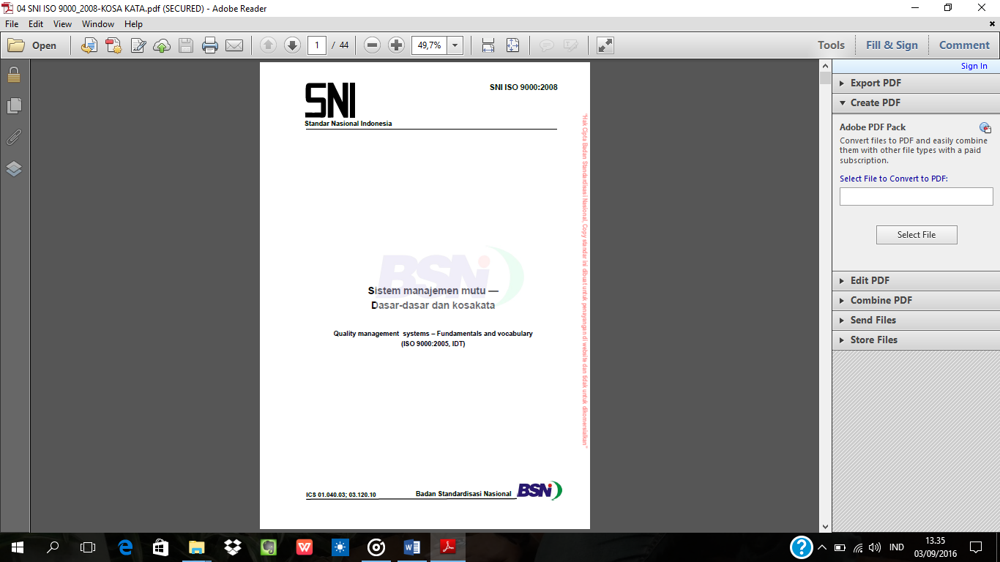 04 SNI ISO 9000_2008-KOSA KATA.pdf (SECURED) - Adobe Reader
File Edit View Window Help
Open 1 / 44 49,7% Tools Fill & Sign Comment
Sign In
Export PDF
Create PDF
Adobe PDF Pack
Convert files to PDF and easily combine
them with other file types with a paid
subscription.
Select File to Convert to PDF:
Select File
Edit PDF
Combine PDF
Send Files
Store Files
SNI
Standar Nasional Indonesia
SNI ISO 9000:2008
"Hak Cipta Badan Standardisasi Nasional, Copy standar ini dibuat untuk penayangan di website dan tidak untuk dikomersialkan"
BSN
Sistem manajemen mutu —
Dasar-dasar dan kosakata
Quality management systems – Fundamentals and vocabulary
(ISO 9000:2005, IDT)
ICS 01.040.03; 03.120.10 Badan Standardisasi Nasional BSN
W
W
?
IND
13.35
03/09/2016